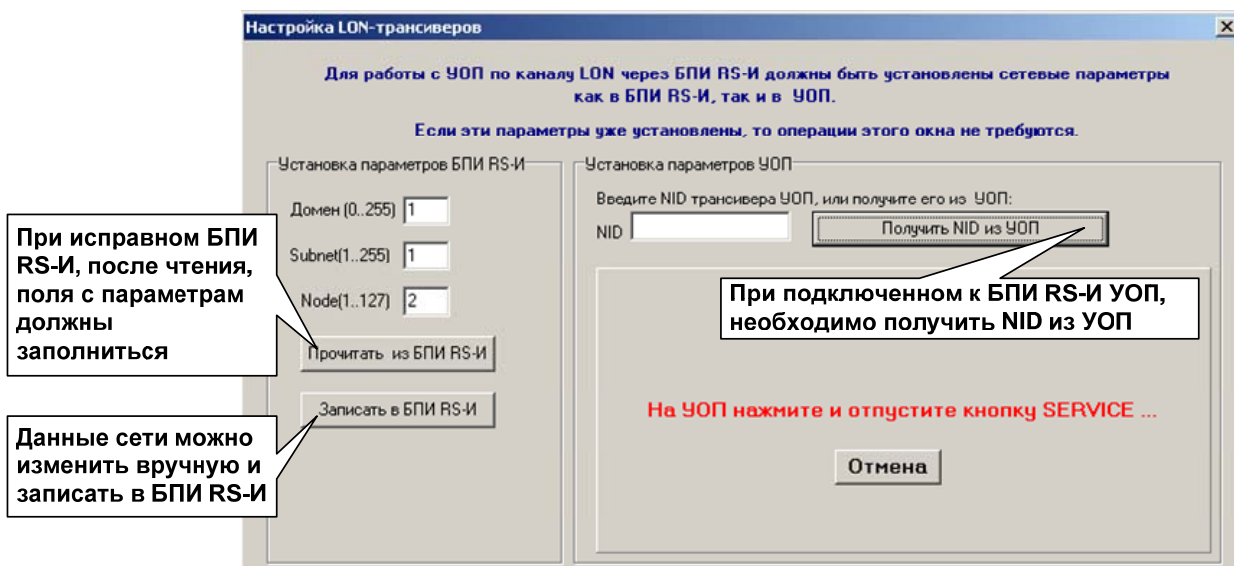 Настройка LON-трансиверов
Для работы с УОП по каналу LON через БПИ RS-И должны быть установлены сетевые параметры
как в БПИ RS-И, так и в УОП.
Если эти параметры уже установлены, то операции этого окна не требуются.
Установка параметров БПИ RS-И
Домен (0..255) 1
Subnet(1..255) 1
Node(1..127) 2
Прочитать из БПИ RS-И
Записать в БПИ RS-И
При исправном БПИ
RS-И, после чтения,
поля с параметрам
должны
заполниться
Данные сети можно
изменить вручную и
записать в БПИ RS-И
Установка параметров УОП
Введите NID трансивера УОП, или получите его из УОП:
NID
Получить NID из УОП
При подключенном к БПИ RS-И УОП,
необходимо получить NID из УОП
На УОП нажмите и отпустите кнопку SERVICE ...
Отмена